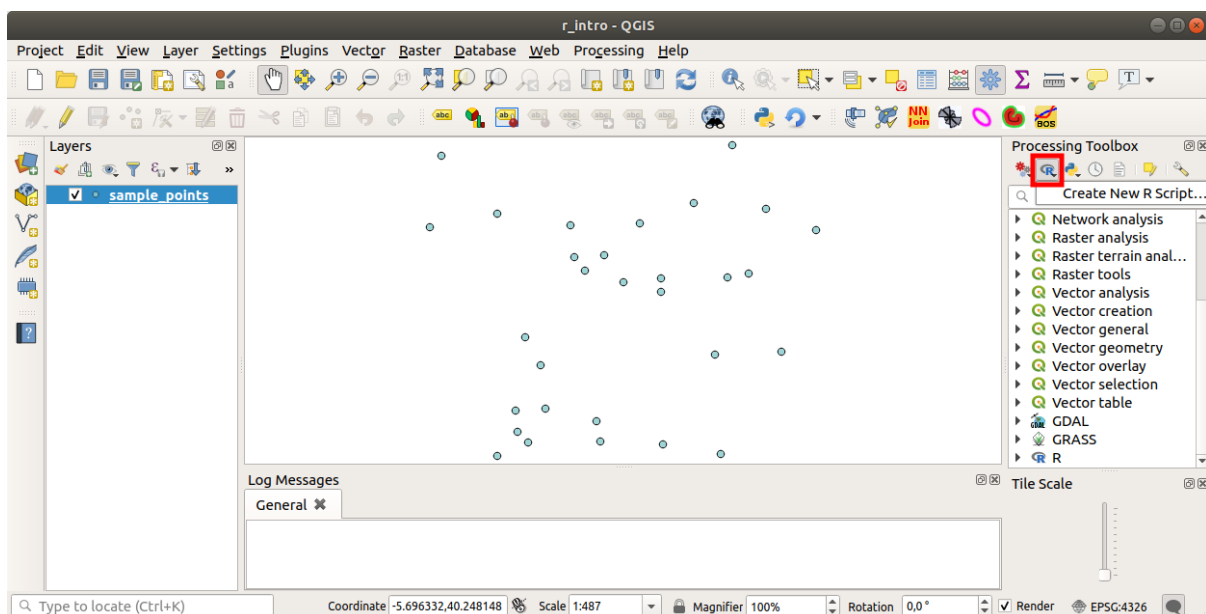 r_intro - QGIS
Project Edit View Layer Settings Plugins Vector Raster Database Web Processing Help
NN Join
BOS
Layers
sample_points
Processing Toolbox
Create New R Script...
Network analysis
Raster analysis
Raster terrain anal...
Raster tools
Vector analysis
Vector creation
Vector general
Vector geometry
Vector overlay
Vector selection
Vector table
GDAL
GRASS
R
Log Messages
General
Tile Scale
Type to locate (Ctrl+K)
Coordinate -5.696332,40.248148 Scale 1:487 Magnifier 100% Rotation 0,0 ° Render EPSG:4326